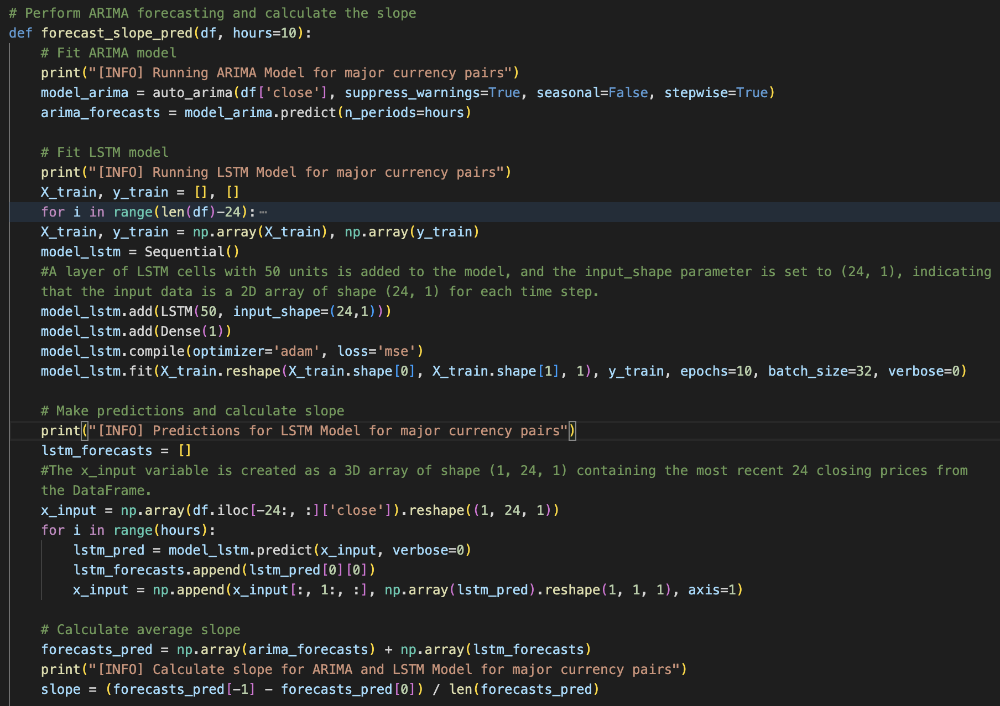 # Perform ARIMA forecasting and calculate the slope
def forecast_slope_pred(df, hours=10):
    # Fit ARIMA model
    print("[INFO] Running ARIMA Model for major currency pairs")
    model_arima = auto_arima(df['close'], suppress_warnings=True, seasonal=False, stepwise=True)
    arima_forecasts = model_arima.predict(n_periods=hours)

    # Fit LSTM model
    print("[INFO] Running LSTM Model for major currency pairs")
    X_train, y_train = [], []
    for i in range(len(df)-24):⋯
    X_train, y_train = np.array(X_train), np.array(y_train)
    model_lstm = Sequential()
    #A layer of LSTM cells with 50 units is added to the model, and the input_shape parameter is set to (24, 1), indicating
    that the input data is a 2D array of shape (24, 1) for each time step.
    model_lstm.add(LSTM(50, input_shape=(24,1)))
    model_lstm.add(Dense(1))
    model_lstm.compile(optimizer='adam', loss='mse')
    model_lstm.fit(X_train.reshape(X_train.shape[0], X_train.shape[1], 1), y_train, epochs=10, batch_size=32, verbose=0)

    # Make predictions and calculate slope
    print("[INFO] Predictions for LSTM Model for major currency pairs")
    lstm_forecasts = []
    #The x_input variable is created as a 3D array of shape (1, 24, 1) containing the most recent 24 closing prices from
    the DataFrame.
    x_input = np.array(df.iloc[-24:, :]['close']).reshape((1, 24, 1))
    for i in range(hours):
        lstm_pred = model_lstm.predict(x_input, verbose=0)
        lstm_forecasts.append(lstm_pred[0][0])
        x_input = np.append(x_input[:, 1:, :], np.array(lstm_pred).reshape(1, 1, 1), axis=1)

    # Calculate average slope
    forecasts_pred = np.array(arima_forecasts) + np.array(lstm_forecasts)
    print("[INFO] Calculate slope for ARIMA and LSTM Model for major currency pairs")
    slope = (forecasts_pred[-1] - forecasts_pred[0]) / len(forecasts_pred)